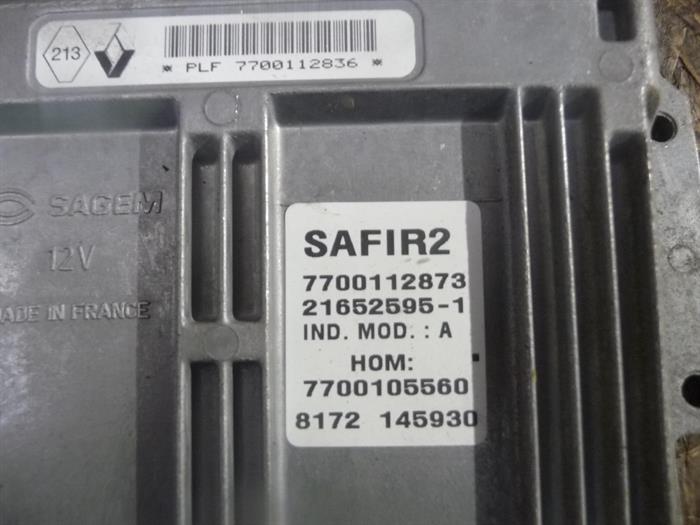 213
* PLF 7700112836 *
SAGEM
12V
MADE IN FRANCE
SAFIR2
7700112873
21652595-1
IND. MOD. : A
HOM:
7700105560
8172 145930